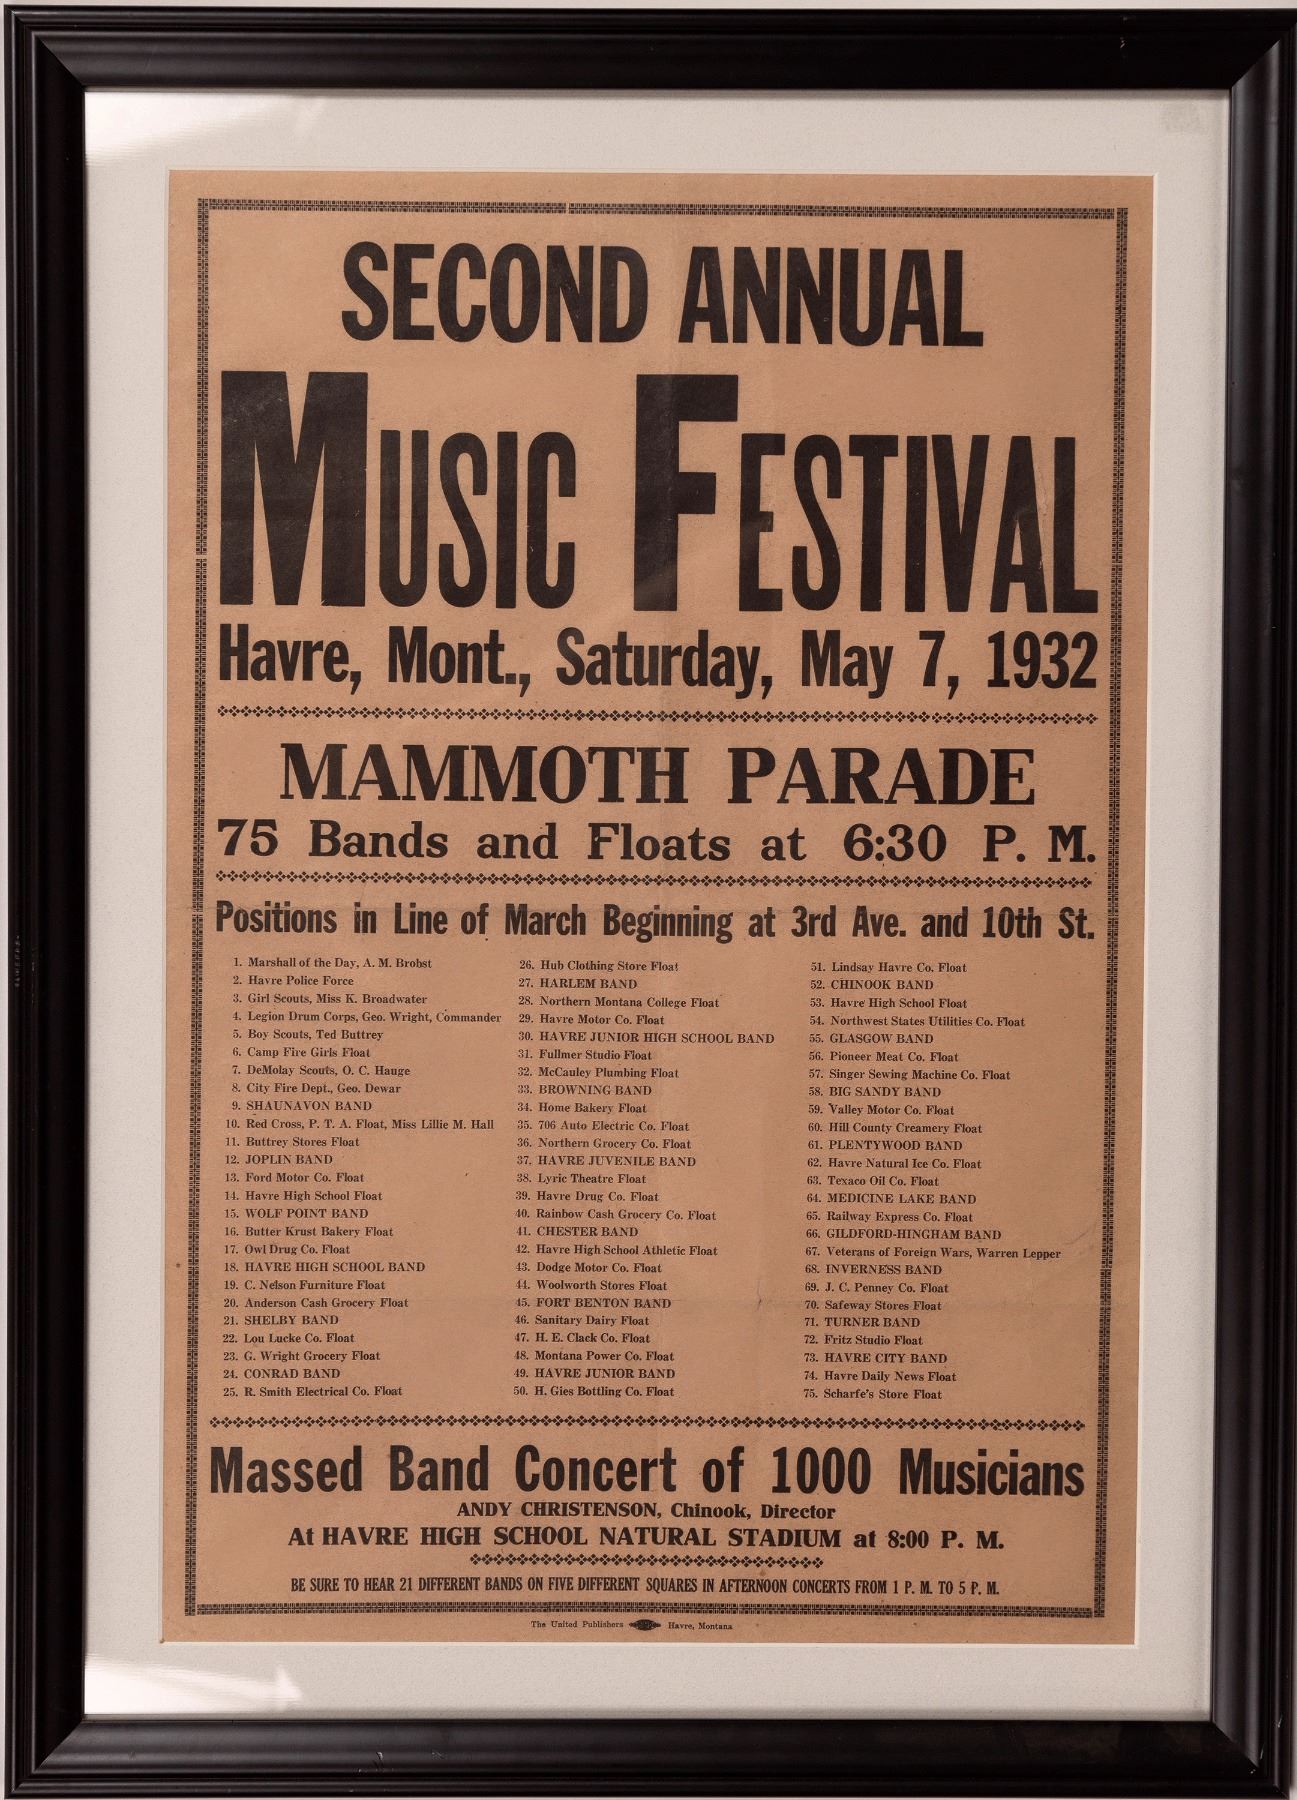 SECOND ANNUAL
MUSIC FESTIVAL
Havre, Mont., Saturday, May 7, 1932
MAMMOTH PARADE
75 Bands and Floats at 6:30 P. M.
Positions in Line of March Beginning at 3rd Ave. and 10th St.
1. Marshall of the Day, A. M. Brobst
2. Havre Police Force
3. Girl Scouts, Miss K. Broadwater
4. Legion Drum Corps, Geo. Wright, Commander
5. Boy Scouts, Ted Buttrey
6. Camp Fire Girls Float
7. DeMolay Scouts, O. C. Hauge
8. City Fire Dept., Geo. Dewar
9. SHAUNAVON BAND
10. Red Cross, P. T. A. Float, Miss Lillie M. Hall
11. Buttrey Stores Float
12. JOPLIN BAND
13. Ford Motor Co. Float
14. Havre High School Float
15. WOLF POINT BAND
16. Butter Krust Bakery Float
17. Owl Drug Co. Float
18. HAVRE HIGH SCHOOL BAND
19. C. Nelson Furniture Float
20. Anderson Cash Grocery Float
21. SHELBY BAND
22. Lou Lucke Co. Float
23. G. Wright Grocery Float
24. CONRAD BAND
25. R. Smith Electrical Co. Float
26. Hub Clothing Store Float
27. HARLEM BAND
28. Northern Montana College Float
29. Havre Motor Co. Float
30. HAVRE JUNIOR HIGH SCHOOL BAND
31. Fullmer Studio Float
32. McCauley Plumbing Float
33. BROWNING BAND
34. Home Bakery Float
35. 706 Auto Electric Co. Float
36. Northern Grocery Co. Float
37. HAVRE JUVENILE BAND
38. Lyric Theatre Float
39. Havre Drug Co. Float
40. Rainbow Cash Grocery Co. Float
41. CHESTER BAND
42. Havre High School Athletic Float
43. Dodge Motor Co. Float
44. Woolworth Stores Float
45. FORT BENTON BAND
46. Sanitary Dairy Float
47. H. E. Clack Co. Float
48. Montana Power Co. Float
49. HAVRE JUNIOR BAND
50. H. Gies Bottling Co. Float
51. Lindsay Havre Co. Float
52. CHINOOK BAND
53. Havre High School Float
54. Northwest States Utilities Co. Float
55. GLASGOW BAND
56. Pioneer Meat Co. Float
57. Singer Sewing Machine Co. Float
58. BIG SANDY BAND
59. Valley Motor Co. Float
60. Hill County Creamery Float
61. PLENTYWOOD BAND
62. Havre Natural Ice Co. Float
63. Texaco Oil Co. Float
64. MEDICINE LAKE BAND
65. Railway Express Co. Float
66. GILDFORD-HINGHAM BAND
67. Veterans of Foreign Wars, Warren Lepper
68. INVERNESS BAND
69. J. C. Penney Co. Float
70. Safeway Stores Float
71. TURNER BAND
72. Fritz Studio Float
73. HAVRE CITY BAND
74. Havre Daily News Float
75. Scharfe's Store Float
Massed Band Concert of 1000 Musicians
ANDY CHRISTENSON, Chinook, Director
At HAVRE HIGH SCHOOL NATURAL STADIUM at 8:00 P. M.
BE SURE TO HEAR 21 DIFFERENT BANDS ON FIVE DIFFERENT SQUARES IN AFTERNOON CONCERTS FROM 1 P. M. TO 5 P. M.
The United Publishers Havre, Montana